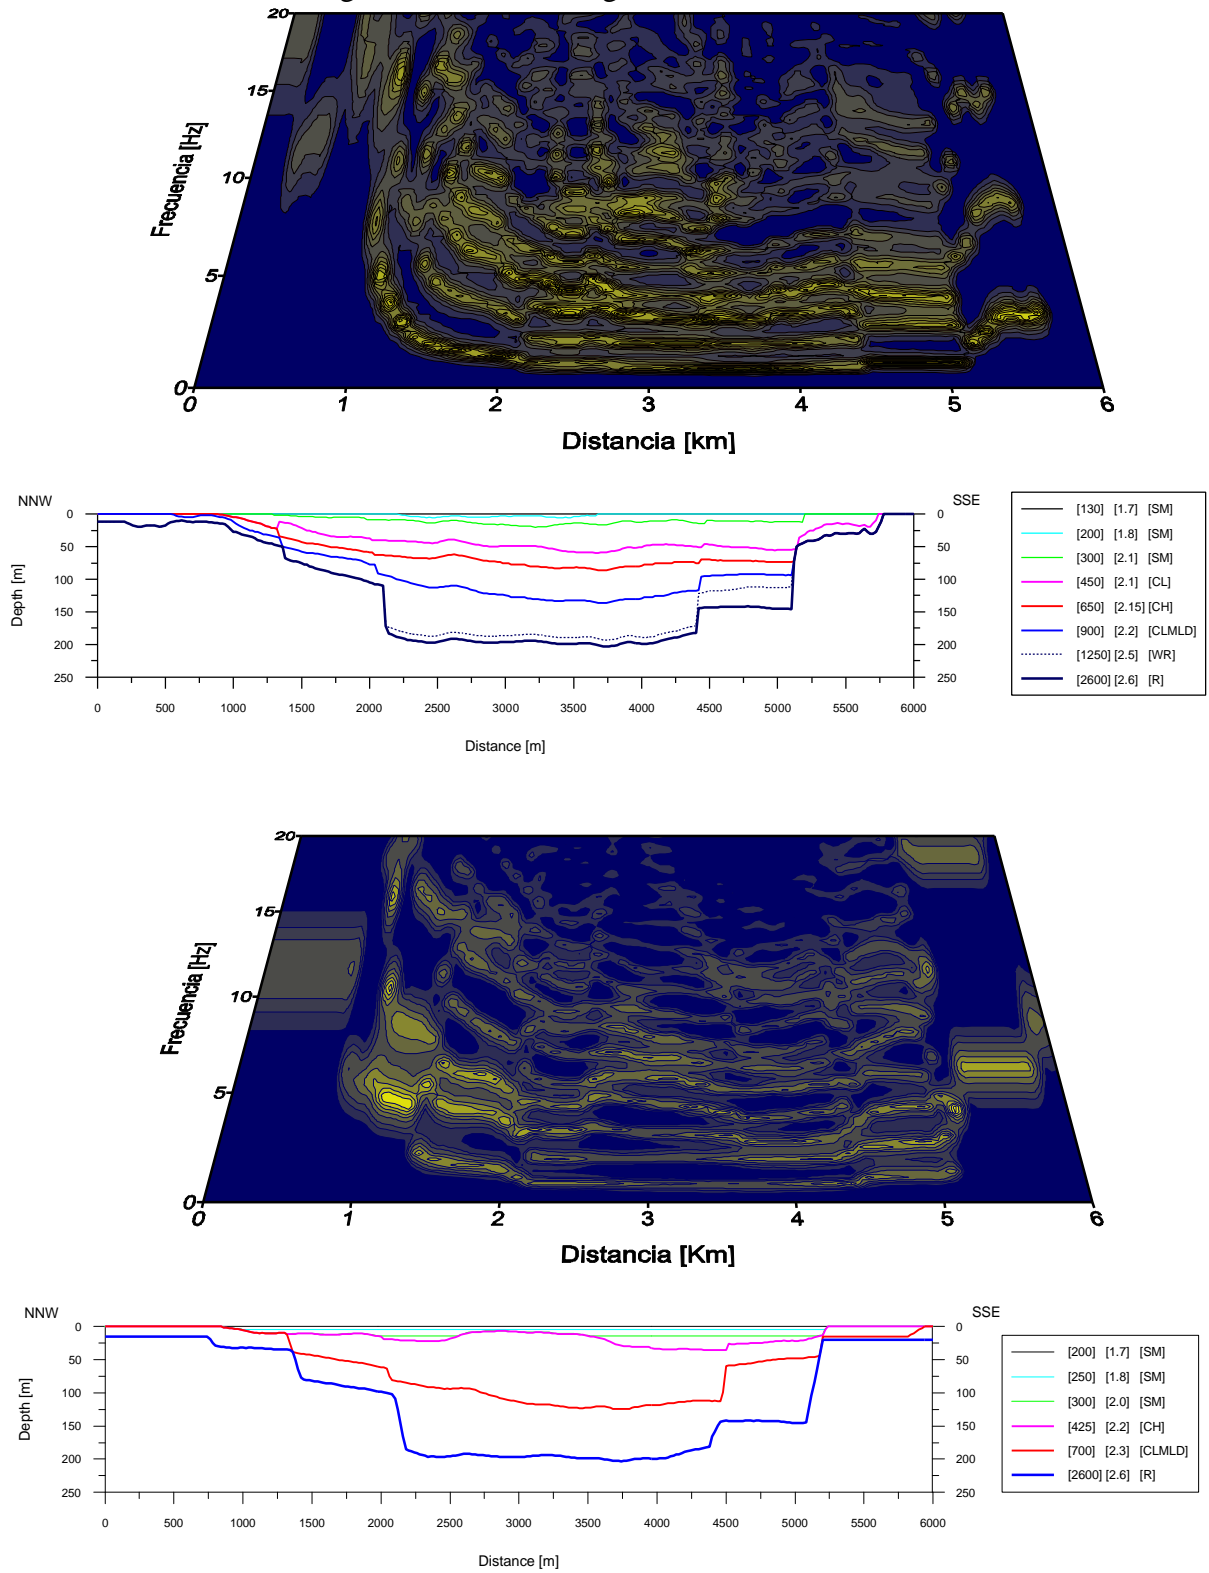 20
15
10
5
0
Frecuencia [Hz]
0 1 2 3 4 5 6
Distancia [km]
NNW SSE
0 0
50 50
100 100
150 150
200 200
250 250
Depth [m]
0 500 1000 1500 2000 2500 3000 3500 4000 4500 5000 5500 6000
Distance [m]
[130] [1.7] [SM]
[200] [1.8] [SM]
[300] [2.1] [SM]
[450] [2.1] [CL]
[650] [2.15] [CH]
[900] [2.2] [CLMLD]
[1250] [2.5] [WR]
[2600] [2.6] [R]
20
15
10
5
0
Frecuencia [Hz]
0 1 2 3 4 5 6
Distancia [Km]
NNW SSE
0 0
50 50
100 100
150 150
200 200
250 250
Depth [m]
0 500 1000 1500 2000 2500 3000 3500 4000 4500 5000 5500 6000
Distance [m]
[200] [1.7] [SM]
[250] [1.8] [SM]
[300] [2.0] [SM]
[425] [2.2] [CH]
[700] [2.3] [CLMLD]
[2600] [2.6] [R]